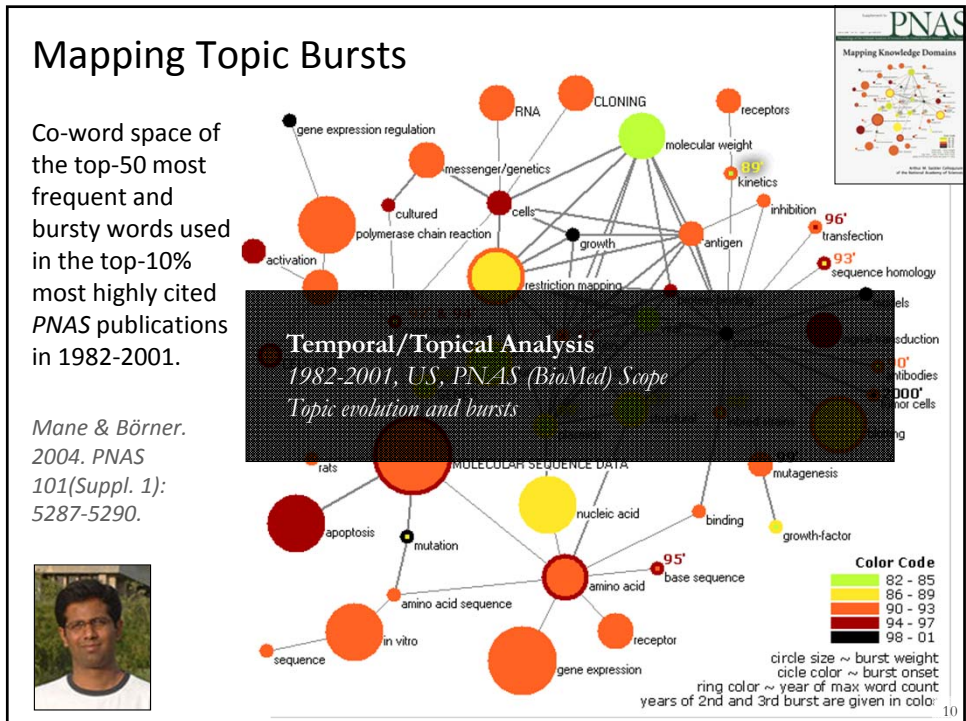 Mapping Topic Bursts
Co-word space of
the top-50 most
frequent and
bursty words used
in the top-10%
most highly cited
PNAS publications
in 1982-2001.
Mane & Börner.
2004. PNAS
101(Suppl. 1):
5287-5290.
PNAS
Mapping Knowledge Domains
RNA
CLONING
receptors
gene expression regulation
molecular weight
messenger/genetics
89'
kinetics
cultured
cells
inhibition
polymerase chain reaction
growth
antigen
96'
transfection
activation
93'
sequence homology
restriction mapping
Temporal/Topical Analysis
1982-2001, US, PNAS (BioMed) Scope
Topic evolution and bursts
transduction
antibodies
2000'
tumor cells
rats
MOLECULAR SEQUENCE DATA
mutagenesis
nucleic acid
apoptosis
mutation
binding
growth-factor
95'
base sequence
amino acid
amino acid sequence
in vitro
receptor
sequence
gene expression
Color Code
82 - 85
86 - 89
90 - 93
94 - 97
98 - 01
circle size ~ burst weight
cicle color ~ burst onset
ring color ~ year of max word count
years of 2nd and 3rd burst are given in color
10